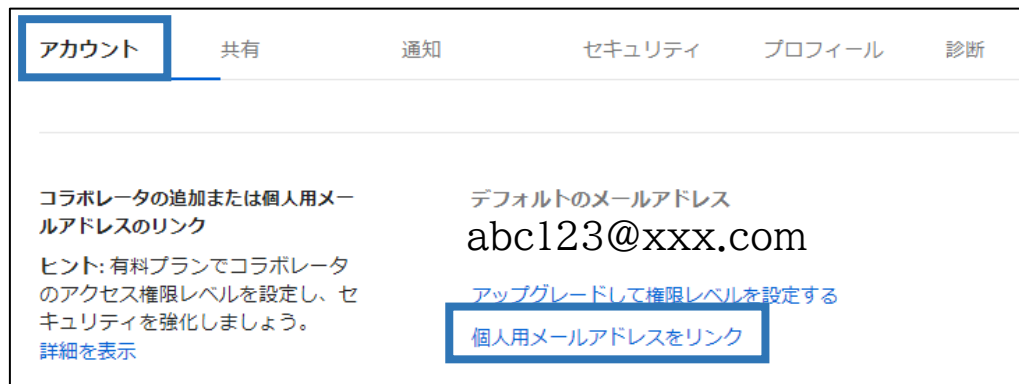 アカウント 共有 通知 セキュリティ プロフィール 診断
コラボレータの追加または個人用メー
ルアドレスのリンク
ヒント: 有料プランでコラボレータ
のアクセス権限レベルを設定し、セ
キュリティを強化しましょう。
詳細を表示
デフォルトのメールアドレス
abc123@xxx.com
アップグレードして権限レベルを設定する
個人用メールアドレスをリンク